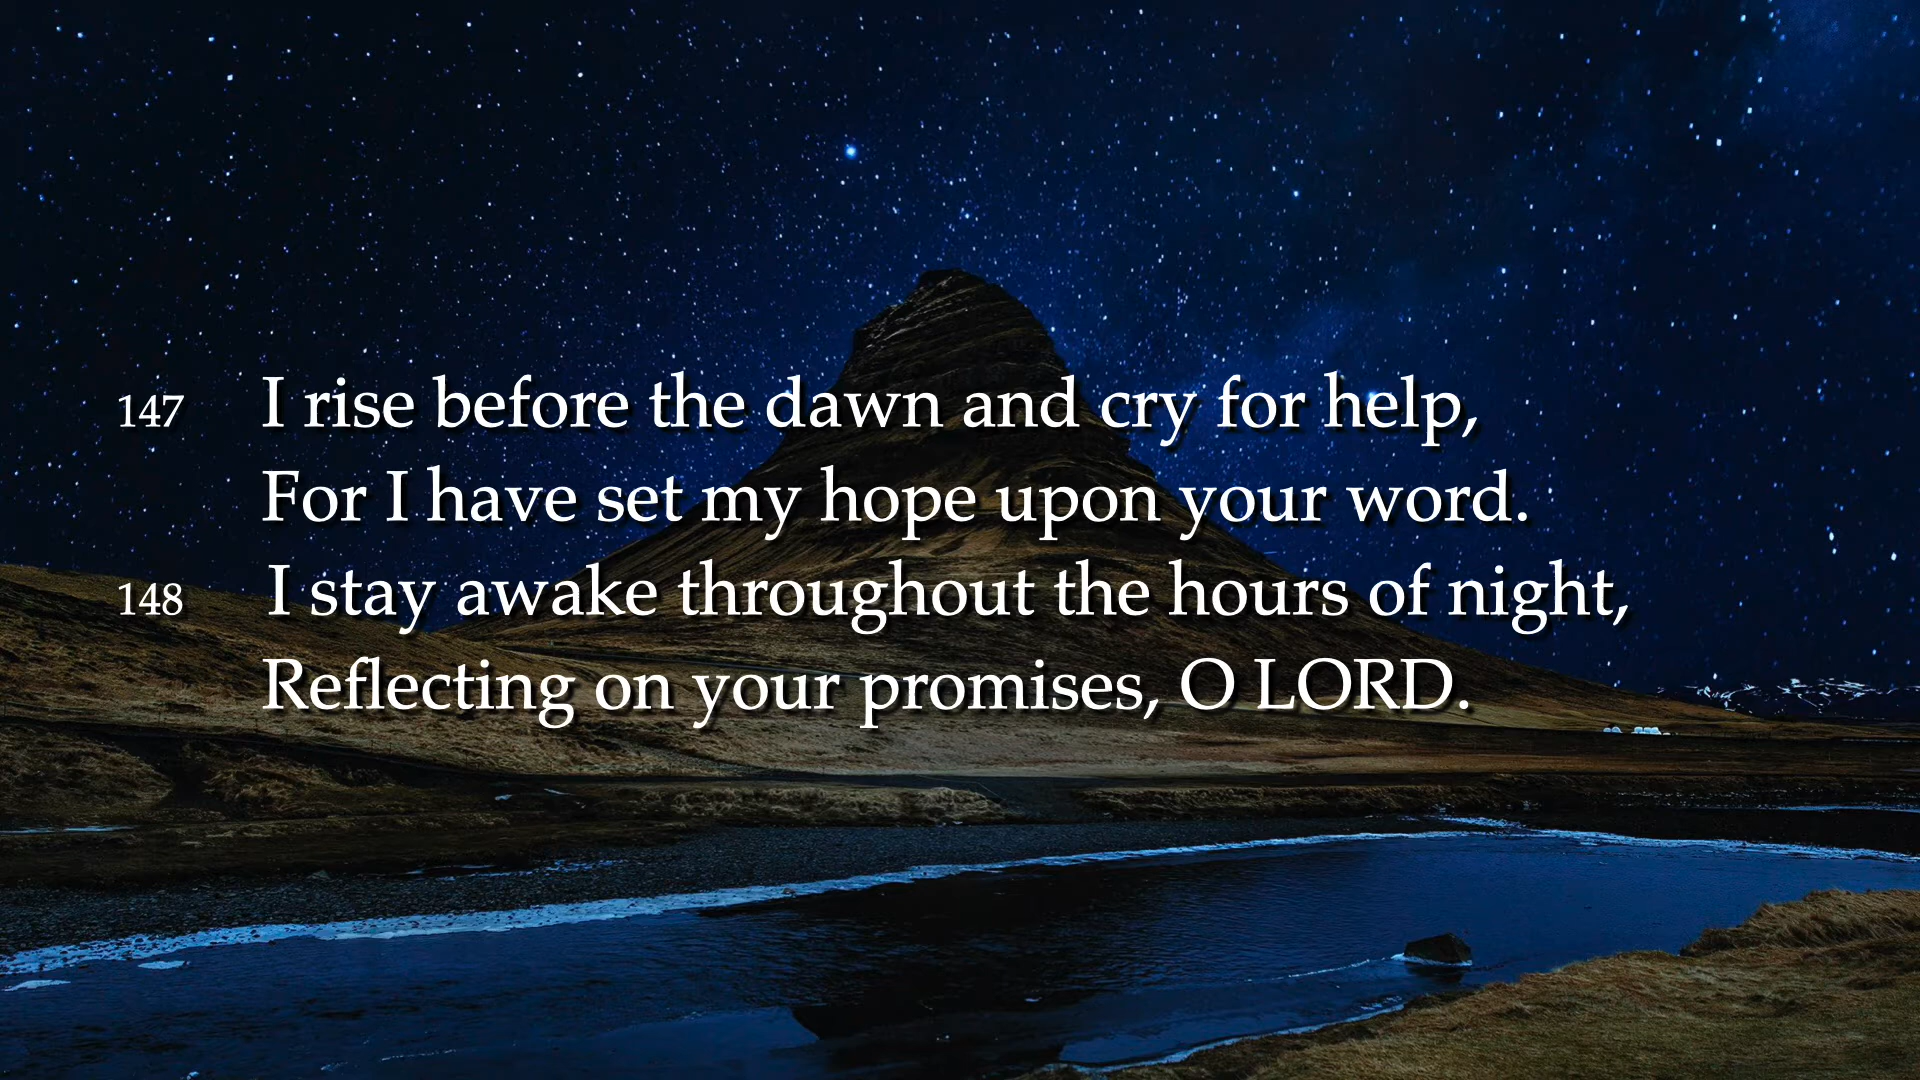 147 I rise before the dawn and cry for help,
For I have set my hope upon your word.
148 I stay awake throughout the hours of night,
Reflecting on your promises, O LORD.